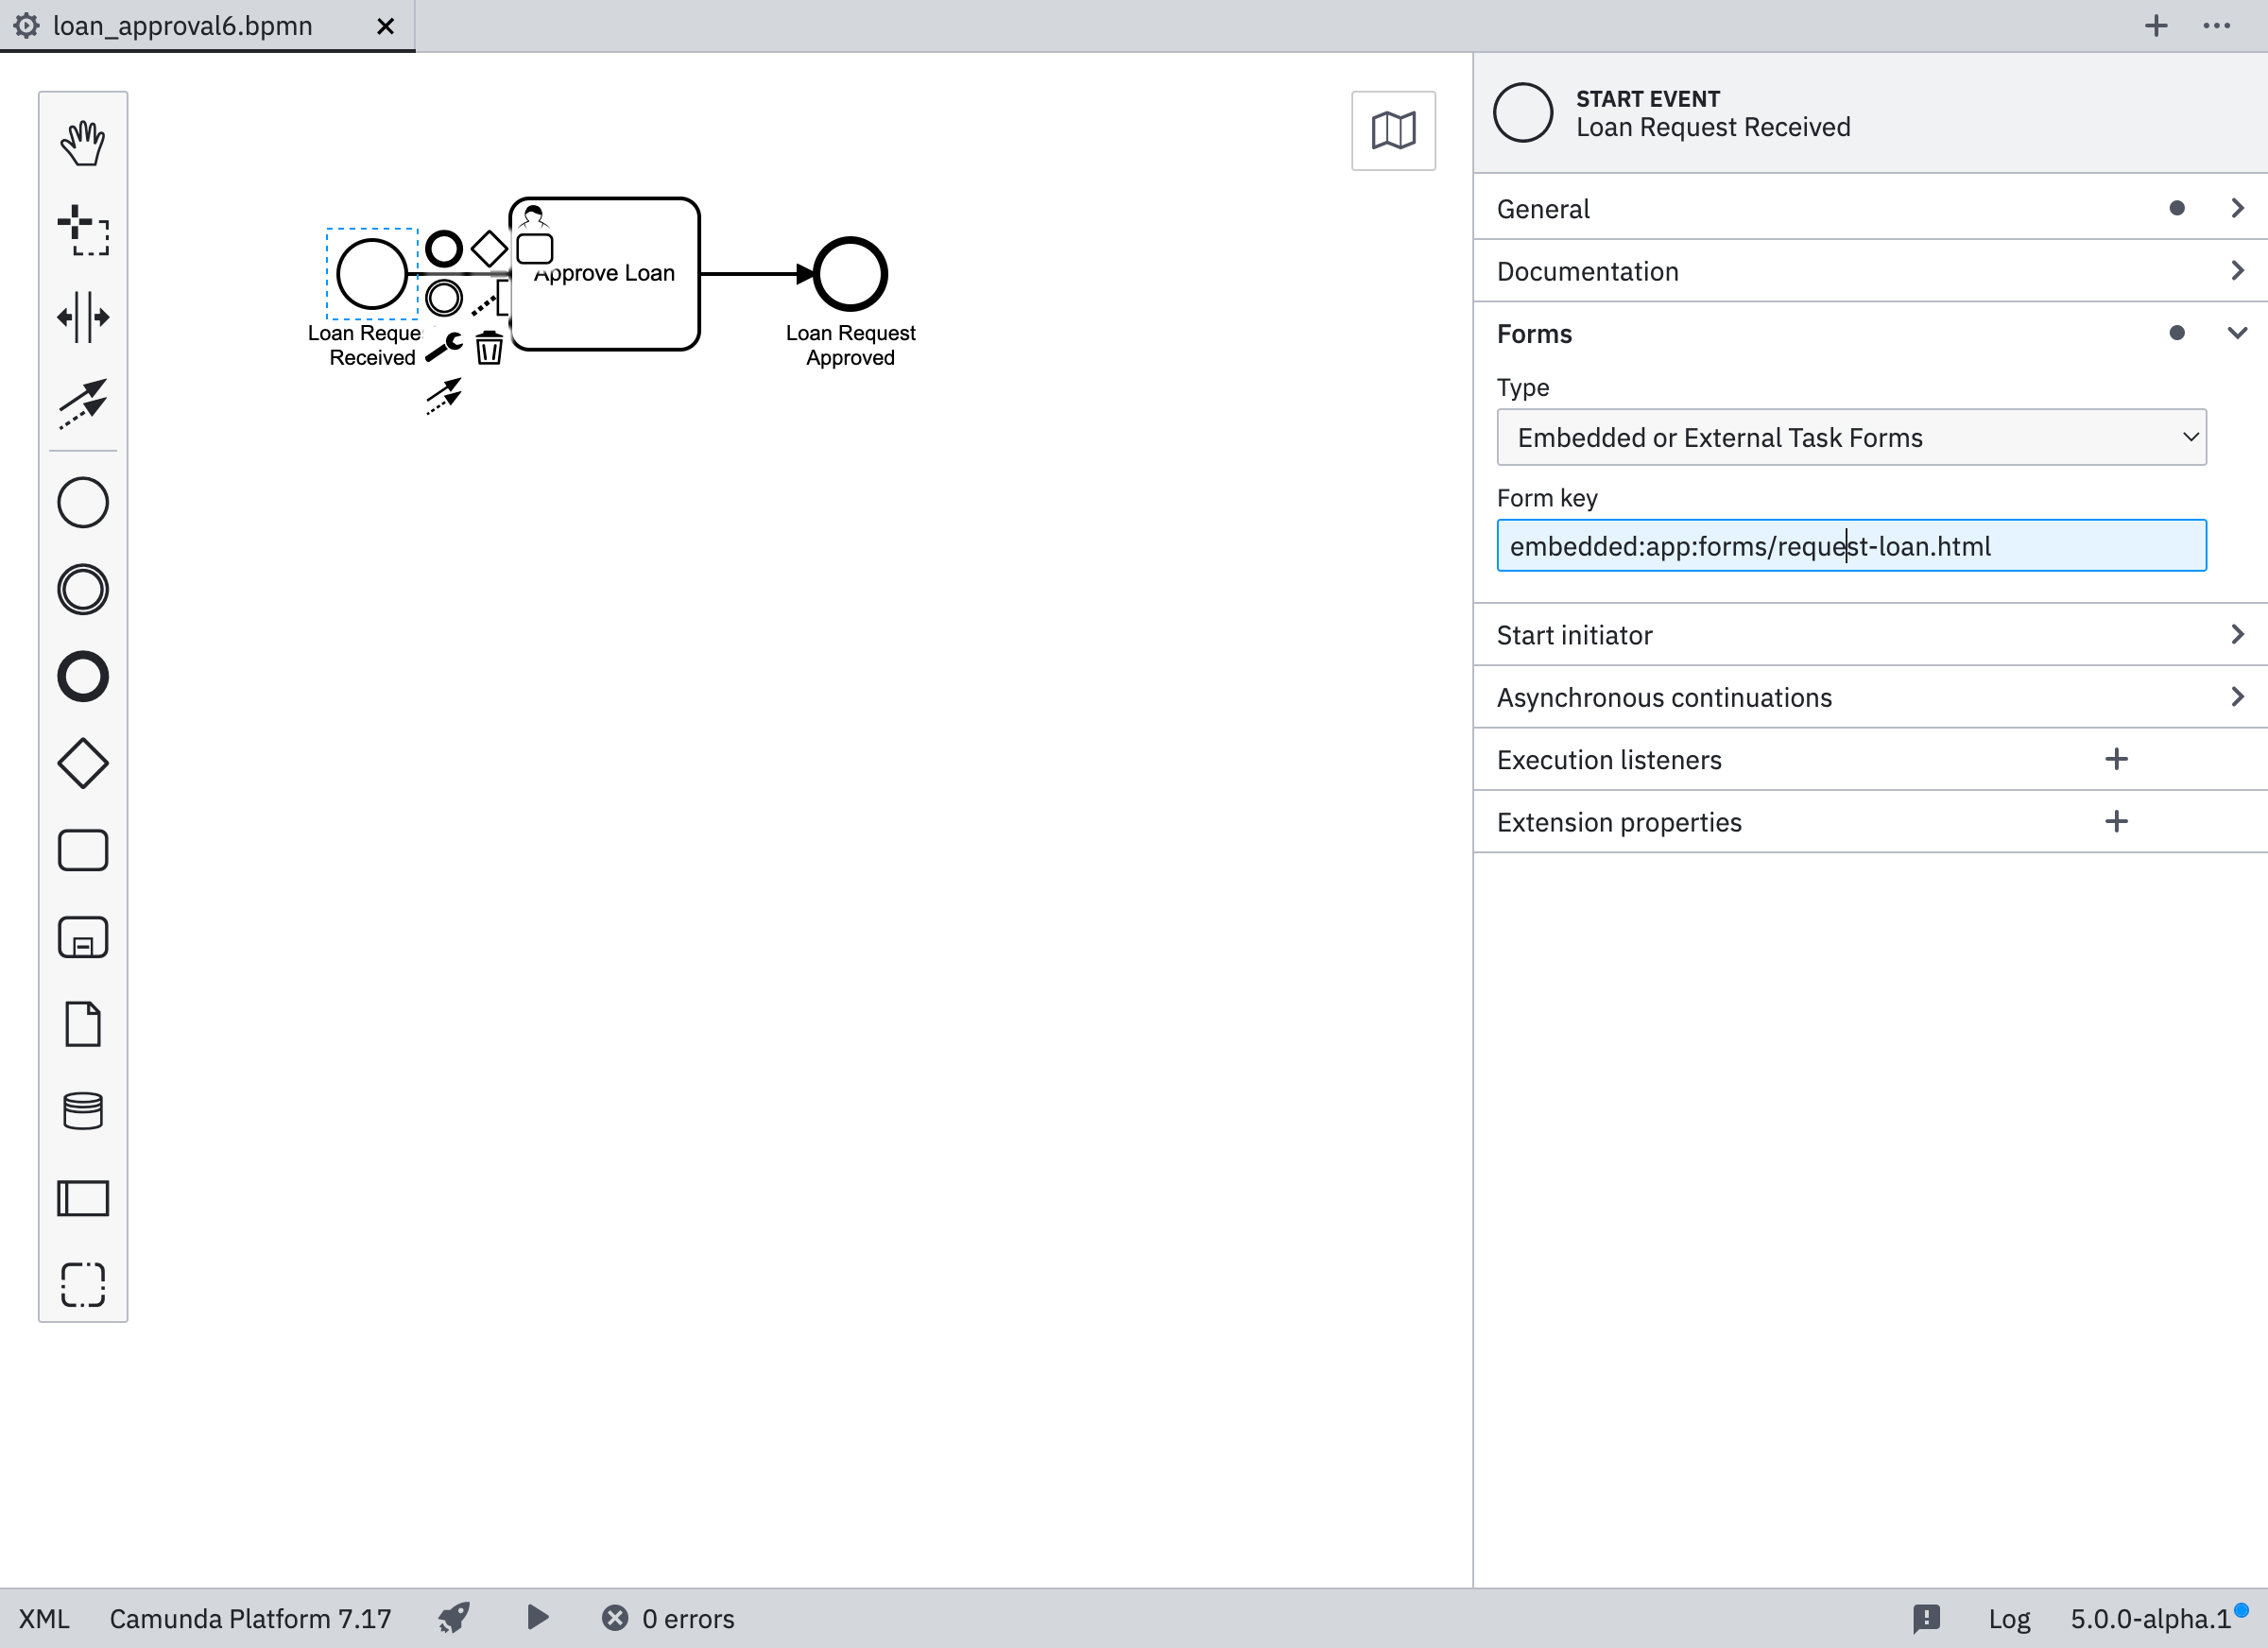 loan_approval6.bpmn
START EVENT
Loan Request Received
General
Documentation
Forms
Type
Embedded or External Task Forms
Form key
embedded:app:forms/request-loan.html
Start initiator
Asynchronous continuations
Execution listeners
Extension properties
Loan Reque
Received
Approve Loan
Loan Request
Approved
XML
Camunda Platform 7.17
0 errors
Log
5.0.0-alpha.1